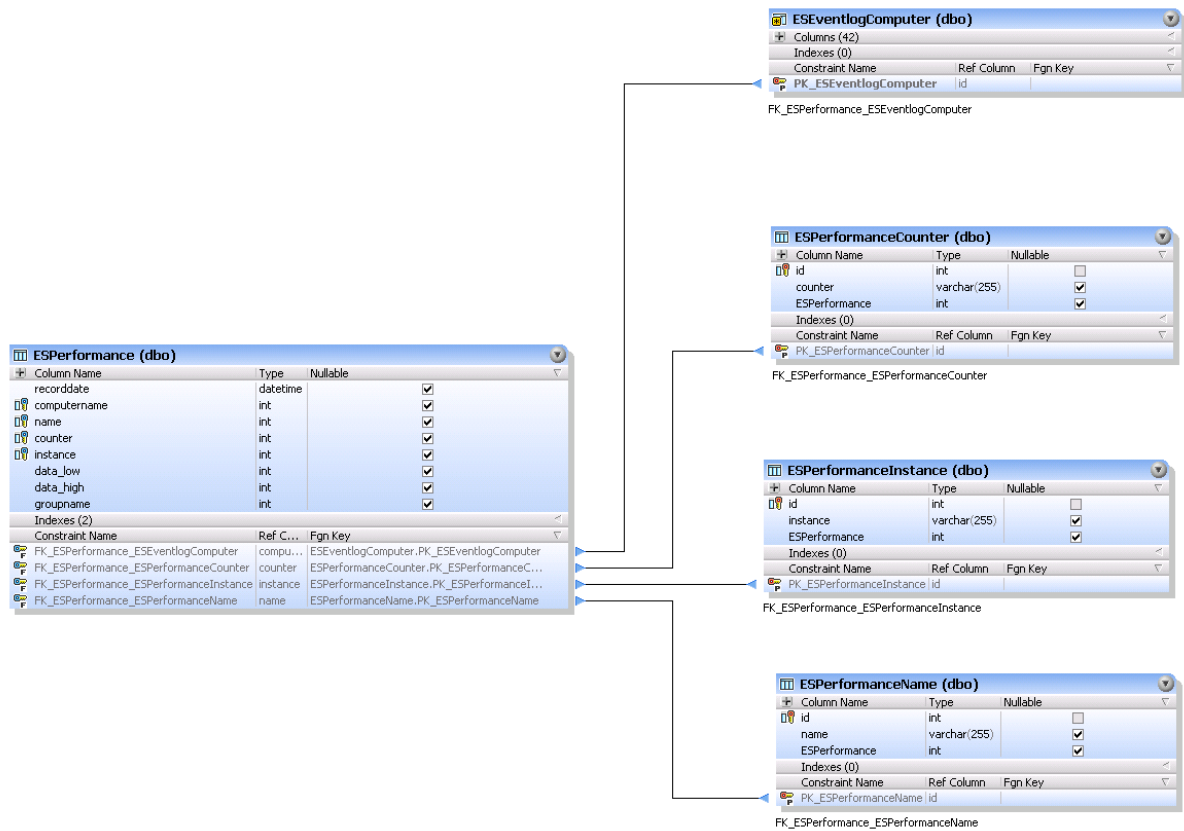 ESEventlogComputer (dbo)
Columns (42)
Indexes (0)
Constraint Name Ref Column Fgn Key
PK_ESEventlogComputer id
FK_ESPerformance_ESEventlogComputer
ESPerformanceCounter (dbo)
Column Name Type Nullable
id int
counter varchar(255)
ESPerformance int
Indexes (0)
Constraint Name Ref Column Fgn Key
PK_ESPerformanceCounter id
FK_ESPerformance_ESPerformanceCounter
ESPerformance (dbo)
Column Name Type Nullable
recorddate datetime
computername int
name int
counter int
instance int
data_low int
data_high int
groupname int
Indexes (2)
Constraint Name Ref C... Fgn Key
FK_ESPerformance_ESEventlogComputer compu... ESEventlogComputer.PK_ESEventlogComputer
FK_ESPerformance_ESPerformanceCounter counter ESPerformanceCounter.PK_ESPerformanceC...
FK_ESPerformance_ESPerformanceInstance instance ESPerformanceInstance.PK_ESPerformanceI...
FK_ESPerformance_ESPerformanceName name ESPerformanceName.PK_ESPerformanceName
ESPerformanceInstance (dbo)
Column Name Type Nullable
id int
instance varchar(255)
ESPerformance int
Indexes (0)
Constraint Name Ref Column Fgn Key
PK_ESPerformanceInstance id
FK_ESPerformance_ESPerformanceInstance
ESPerformanceName (dbo)
Column Name Type Nullable
id int
name varchar(255)
ESPerformance int
Indexes (0)
Constraint Name Ref Column Fgn Key
PK_ESPerformanceName id
FK_ESPerformance_ESPerformanceName